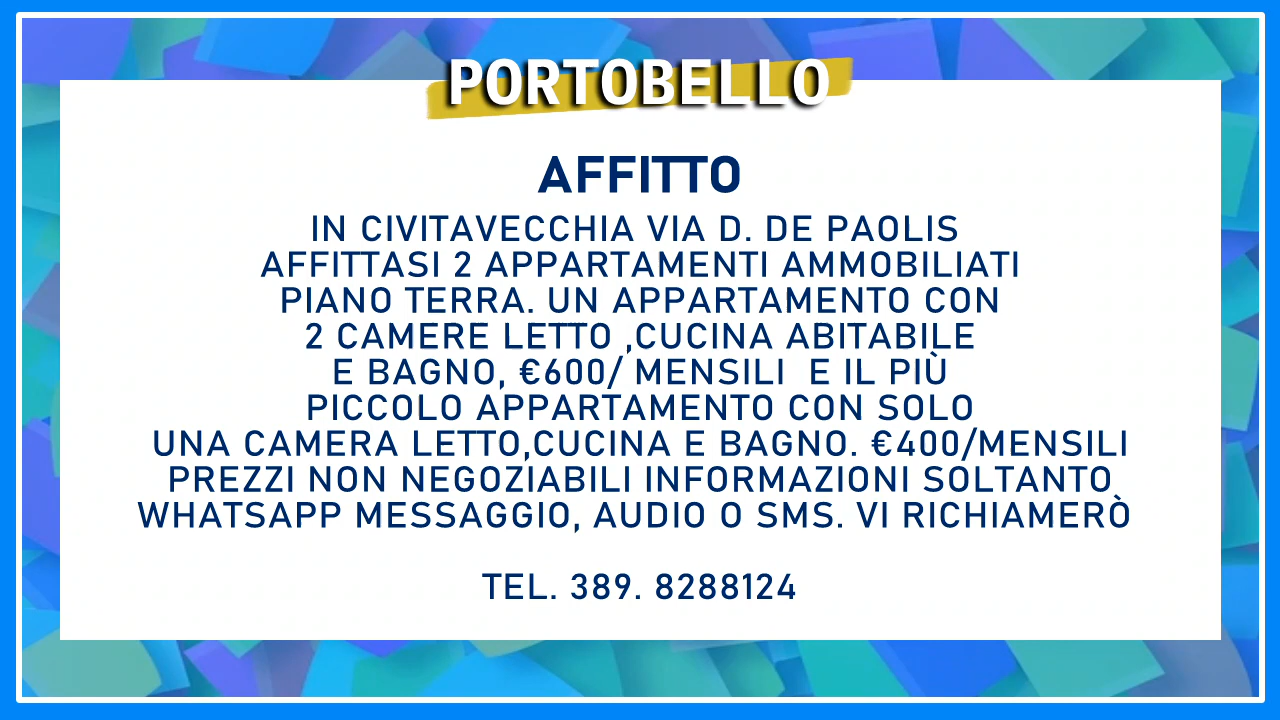 PORTOBELLO
AFFITTO
IN CIVITAVECCHIA VIA D. DE PAOLIS
AFFITTASI 2 APPARTAMENTI AMMOBILIATI
PIANO TERRA. UN APPARTAMENTO CON
2 CAMERE LETTO ,CUCINA ABITABILE
E BAGNO, €600/ MENSILI  E IL PIÙ
PICCOLO APPARTAMENTO CON SOLO
UNA CAMERA LETTO,CUCINA E BAGNO. €400/MENSILI
PREZZI NON NEGOZIABILI INFORMAZIONI SOLTANTO
WHATSAPP MESSAGGIO, AUDIO O SMS. VI RICHIAMERÒ
TEL. 389. 8288124